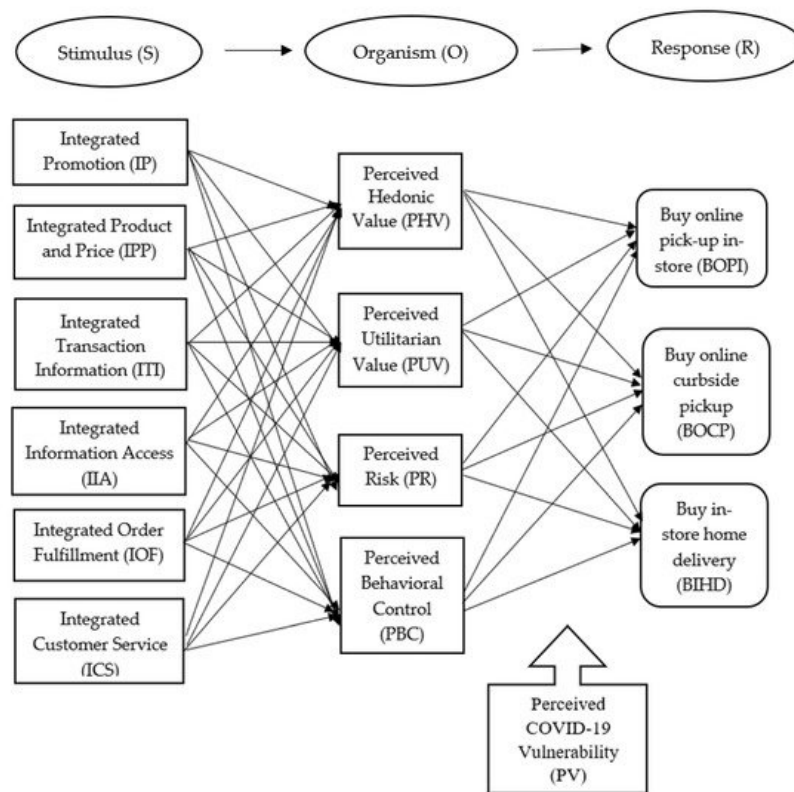 Stimulus (S)
Organism (O)
Response (R)
Integrated
Promotion (IP)
Integrated Product
and Price (IPP)
Integrated
Transaction
Information (ITI)
Integrated
Information Access
(IIA)
Integrated Order
Fulfillment (IOF)
Integrated
Customer Service
(ICS)
Perceived
Hedonic
Value (PHV)
Perceived
Utilitarian
Value (PUV)
Perceived
Risk (PR)
Perceived
Behavioral
Control
(PBC)
Buy online
pick-up in-
store (BOPI)
Buy online
curbside
pickup
(BOCP)
Buy in-
store home
delivery
(BIHD)
Perceived
COVID-19
Vulnerability
(PV)